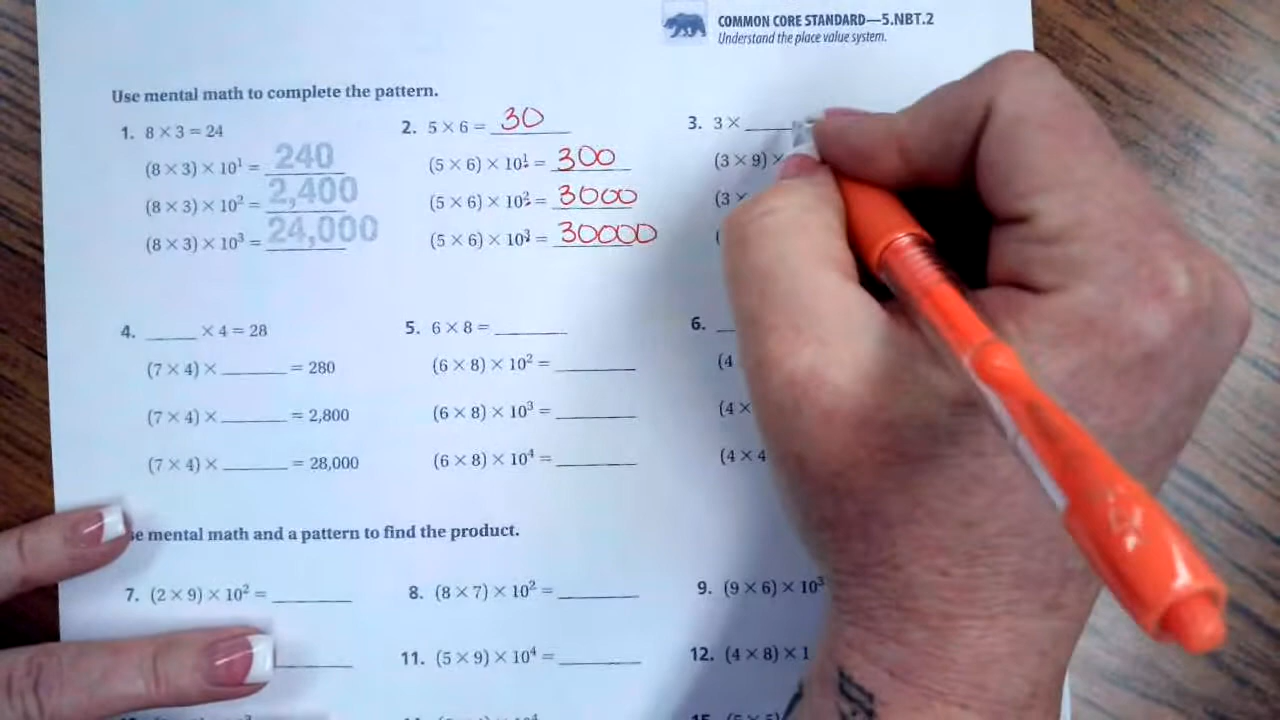 COMMON CORE STANDARD—5.NBT.2
Understand the place value system.
Use mental math to complete the pattern.
1. 8 × 3 = 24
(8 × 3) × 10¹ = 240
(8 × 3) × 10² = 2,400
(8 × 3) × 10³ = 24,000
2. 5 × 6 = 30
(5 × 6) × 10¹ = 300
(5 × 6) × 10² = 3000
(5 × 6) × 10³ = 30000
3. 3 × ____
(3 × 9) ×
(3 ×
(
4. ____ × 4 = 28
(7 × 4) × ____ = 280
(7 × 4) × ____ = 2,800
(7 × 4) × ____ = 28,000
5. 6 × 8 = ____
(6 × 8) × 10² = ____
(6 × 8) × 10³ = ____
(6 × 8) × 10⁴ = ____
6. __
(4
(4 ×
(4 × 4
mental math and a pattern to find the product.
7. (2 × 9) × 10² = ____
8. (8 × 7) × 10² = ____
9. (9 × 6) × 10³
11. (5 × 9) × 10⁴ = ____
12. (4 × 8) × 1